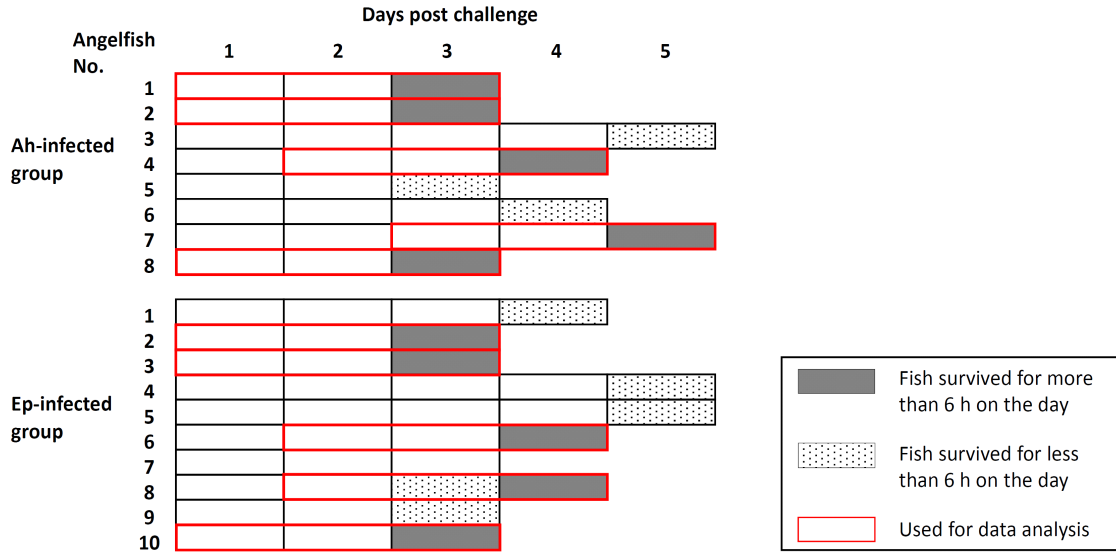 Days post challenge
Angelfish
No.
1 2 3 4 5
Ah-infected
group
1
2
3
4
5
6
7
8
Ep-infected
group
1
2
3
4
5
6
7
8
9
10
Fish survived for more
than 6 h on the day
Fish survived for less
than 6 h on the day
Used for data analysis